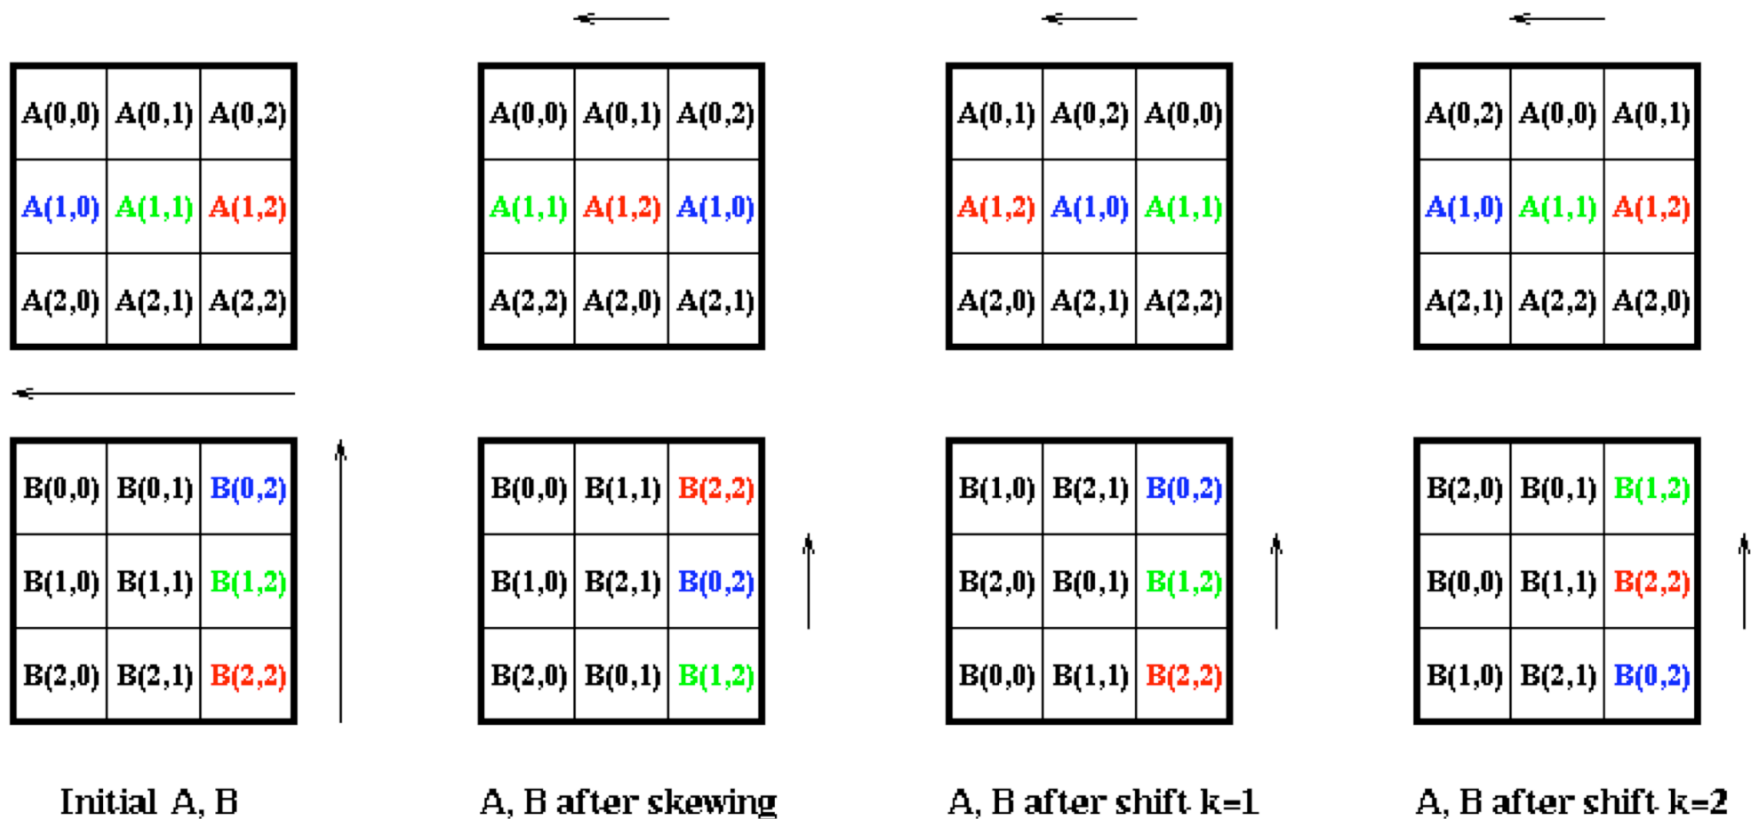 A(0,0) A(0,1) A(0,2) A(0,0) A(0,1) A(0,2) A(0,1) A(0,2) A(0,0) A(0,2) A(0,0) A(0,1)
A(1,0) A(1,1) A(1,2) A(1,1) A(1,2) A(1,0) A(1,2) A(1,0) A(1,1) A(1,0) A(1,1) A(1,2)
A(2,0) A(2,1) A(2,2) A(2,2) A(2,0) A(2,1) A(2,0) A(2,1) A(2,2) A(2,1) A(2,2) A(2,0)
B(0,0) B(0,1) B(0,2) B(0,0) B(1,1) B(2,2) B(1,0) B(2,1) B(0,2) B(2,0) B(0,1) B(1,2)
B(1,0) B(1,1) B(1,2) B(1,0) B(2,1) B(0,2) B(2,0) B(0,1) B(1,2) B(0,0) B(1,1) B(2,2)
B(2,0) B(2,1) B(2,2) B(2,0) B(0,1) B(1,2) B(0,0) B(1,1) B(2,2) B(1,0) B(2,1) B(0,2)
Initial A, B A, B after skewing A, B after shift k=1 A, B after shift k=2